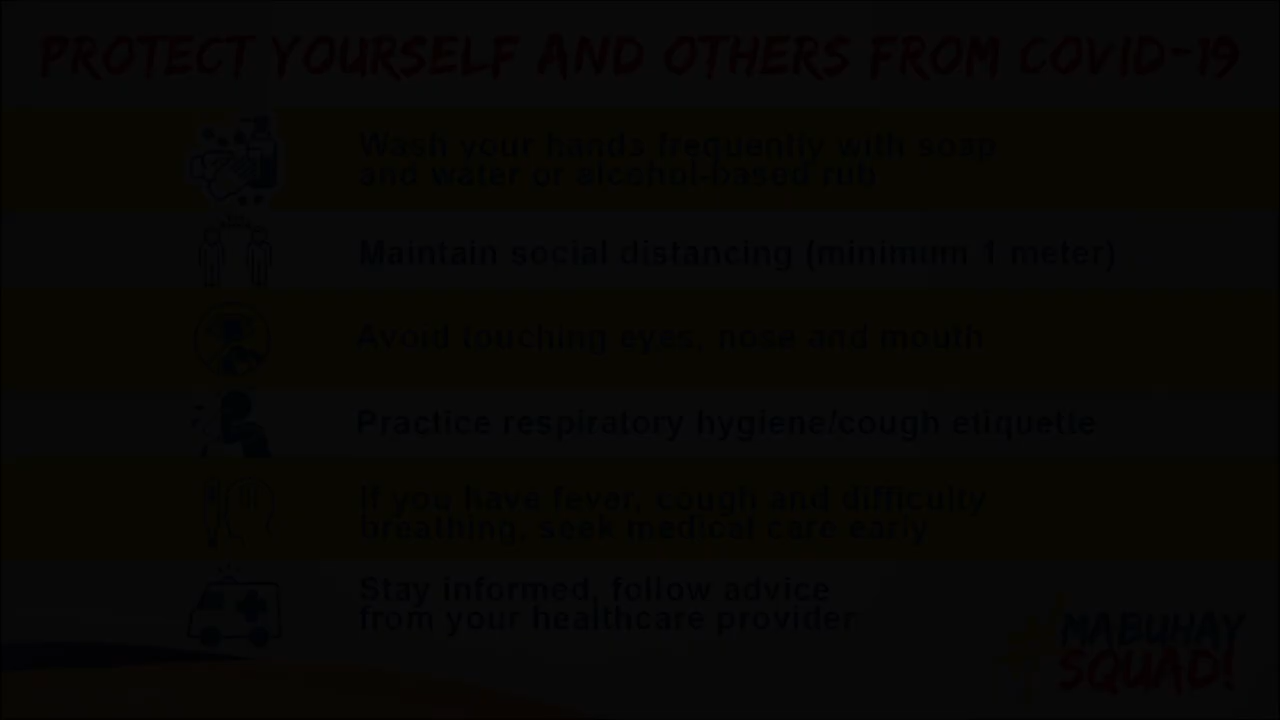 PROTECT YOURSELF AND OTHERS FROM COVID-19
Wash your hands frequently with soap
and water or alcohol-based rub
Maintain social distancing (minimum 1 meter)
Avoid touching eyes, nose and mouth
Practice respiratory hygiene/cough etiquette
If you have fever, cough and difficulty
breathing, seek medical care early
Stay informed, follow advice
from your healthcare provider
MABUHAY
SQUAD!